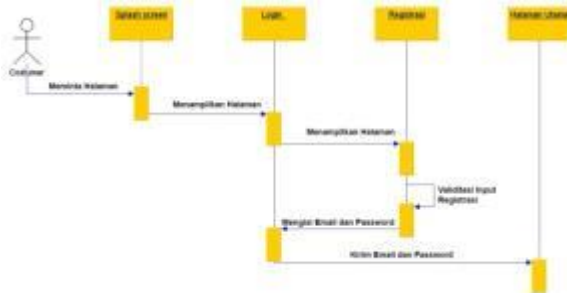 Splash screen
Login
Registrasi
Halaman Utama
Costumer
Meminta Halaman
Menampilkan Halaman
Menampilkan Halaman
Validitasi Input
Registrasi
Mengisi Email dan Password
Kirim Email dan Password